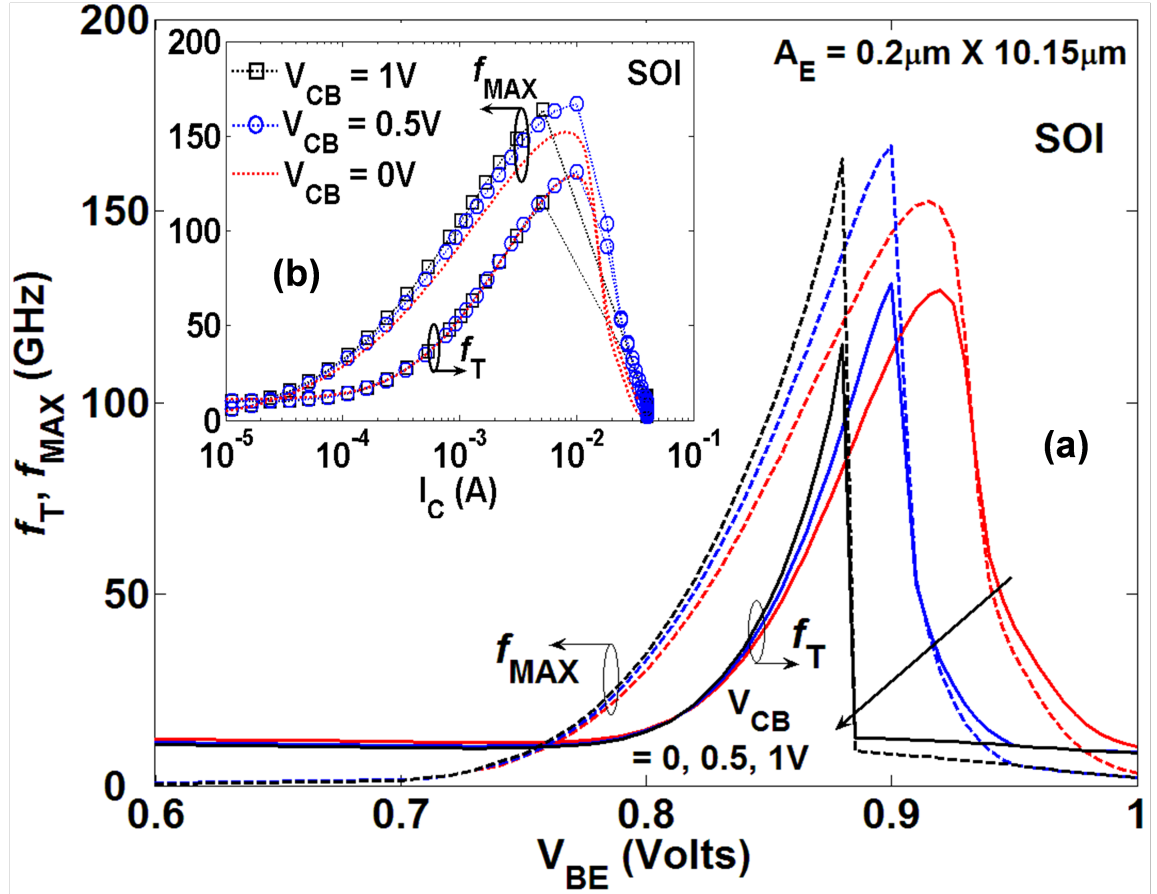 200
A_E = 0.2μm X 10.15μm
SOI
150
100
50
0
0.6
0.7
0.8
0.9
1
V_BE (Volts)
f_T, f_MAX (GHz)
(a)
f_MAX
f_T
V_CB
= 0, 0.5, 1V
200
150
100
50
0
10^-5
10^-4
10^-3
10^-2
10^-1
I_C (A)
V_CB = 1V
V_CB = 0.5V
V_CB = 0V
f_MAX
SOI
(b)
f_T